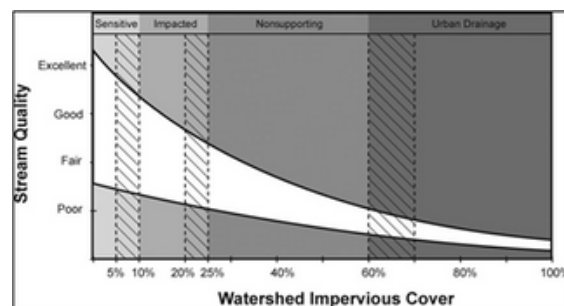 Sensitive Impacted Nonsupporting Urban Drainage
Excellent
Good
Fair
Poor
Stream Quality
5% 10% 20% 25% 40% 60% 80% 100%
Watershed Impervious Cover